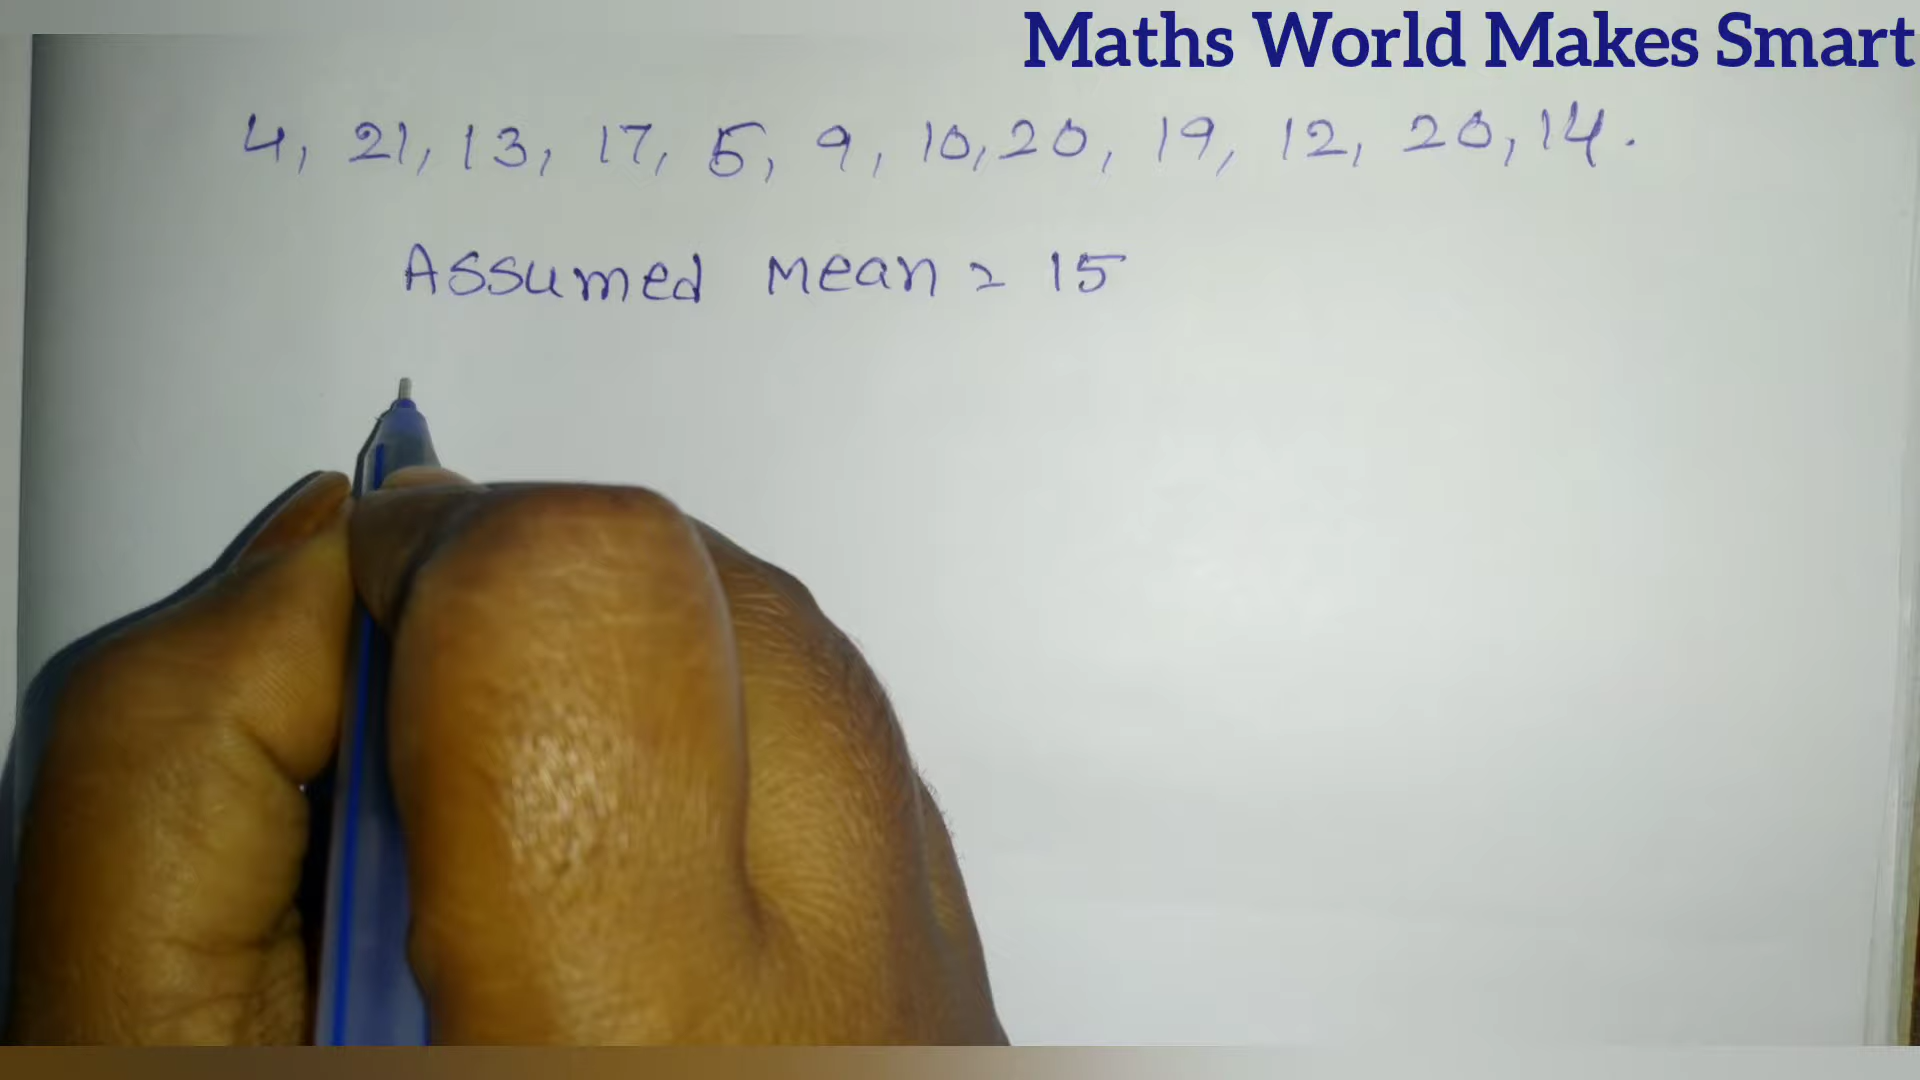 Maths World Makes Smart
4, 21, 13, 17, 5, 9, 10, 20, 19, 12, 20, 14.
Assumed mean = 15